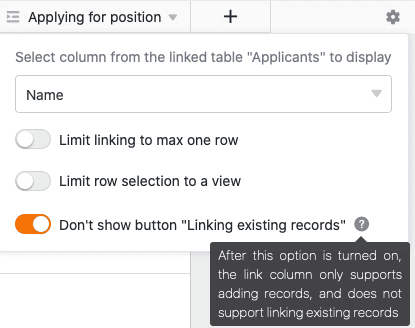 Applying for position
Select column from the linked table "Applicants" to display
Name
Limit linking to max one row
Limit row selection to a view
Don't show button "Linking existing records" ?
After this option is turned on,
the link column only supports
adding records, and does not
support linking existing records